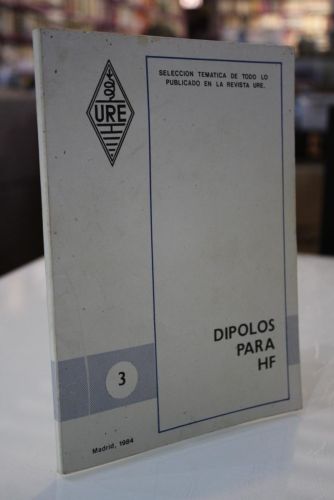 URE
SELECCION TEMATICA DE TODO LO
PUBLICADO EN LA REVISTA URE.
DIPOLOS
PARA
HF
3
Madrid, 1984